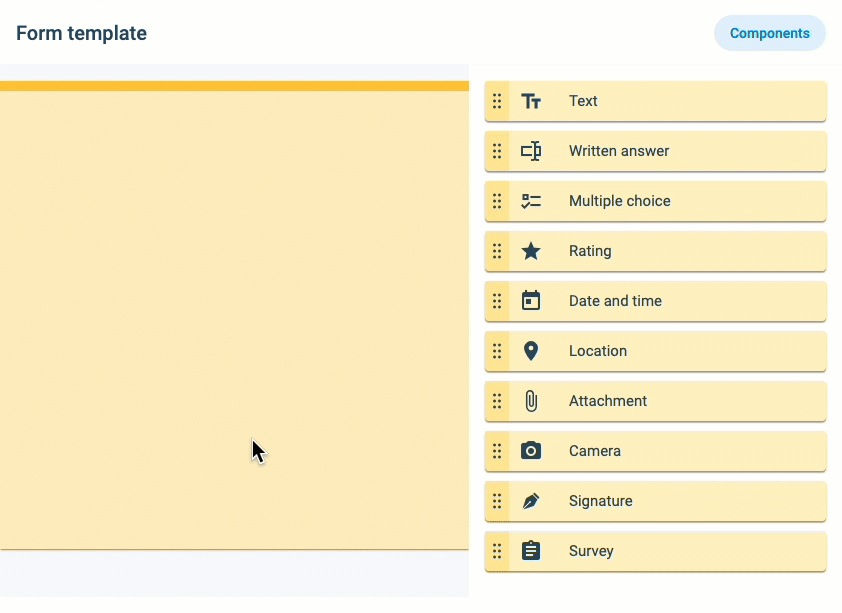 Form template
Components
Text
Written answer
Multiple choice
Rating
Date and time
Location
Attachment
Camera
Signature
Survey